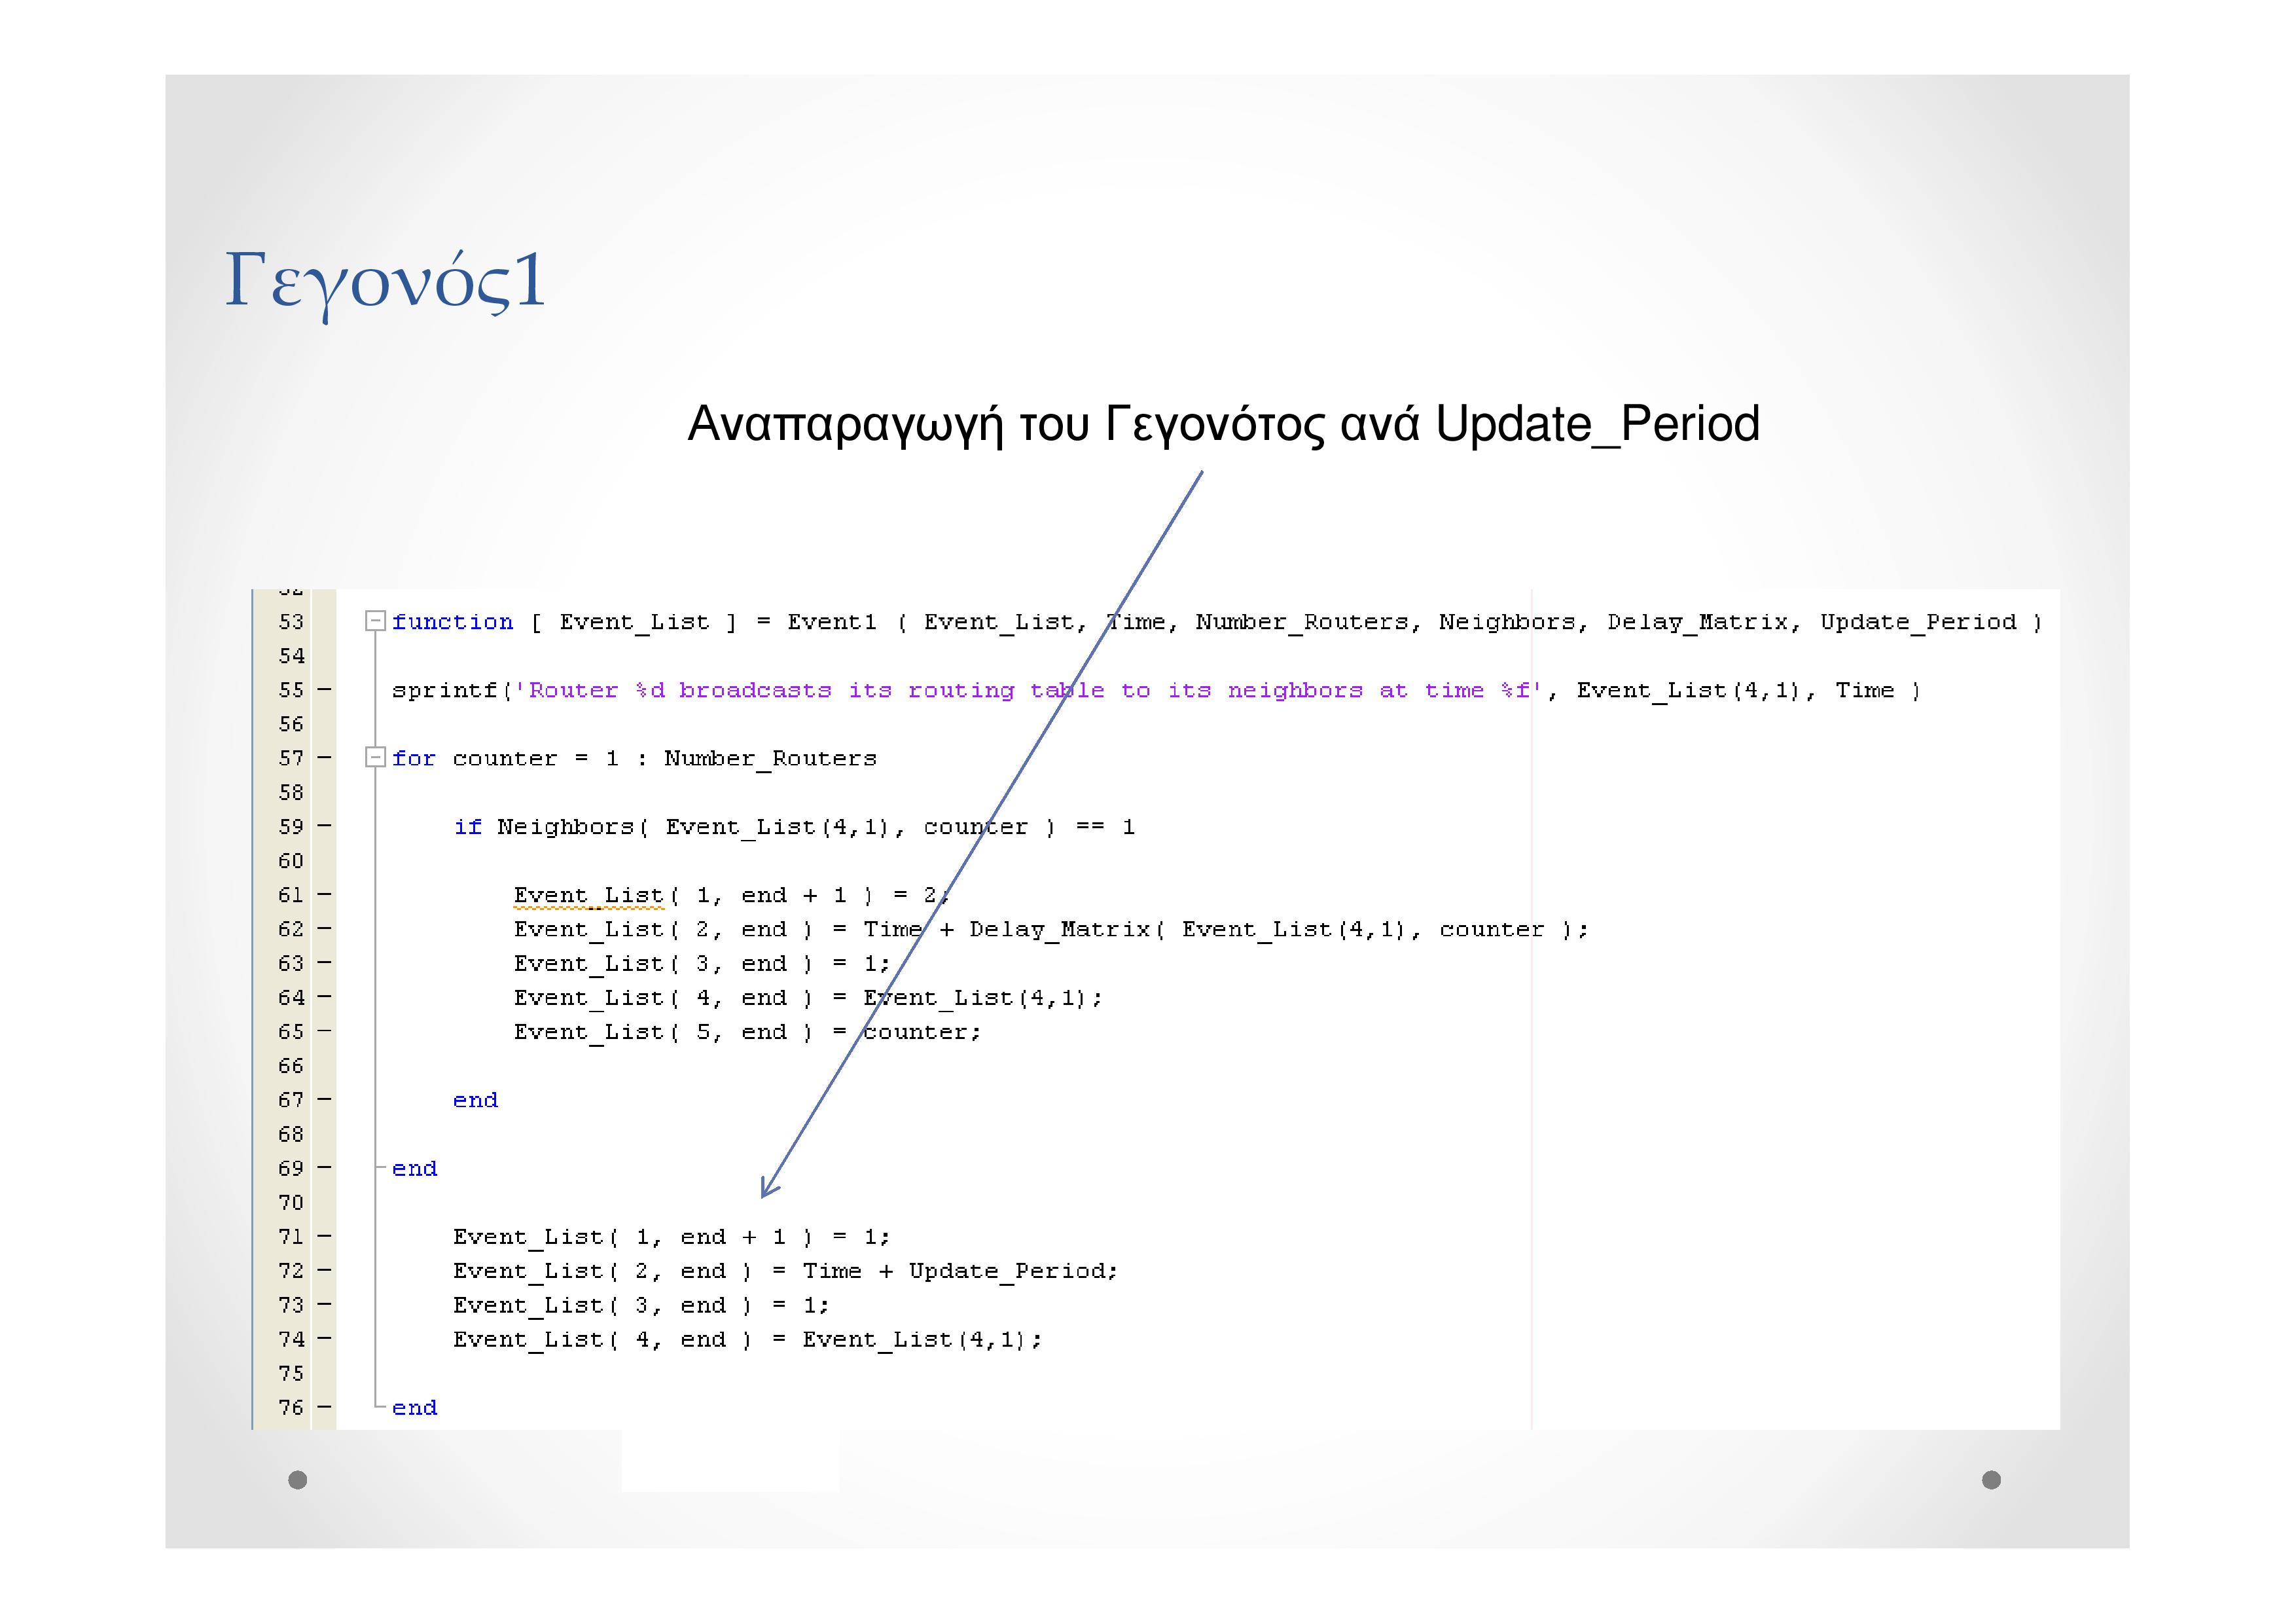 Γεγονός1
Αναπαραγωγή του Γεγονότος ανά Update_Period
53 function [ Event_List ] = Event1 ( Event_List, Time, Number_Routers, Neighbors, Delay_Matrix, Update_Period )
54
55 - sprintf('Router %d broadcasts its routing table to its neighbors at time %f', Event_List(4,1), Time )
56
57 - for counter = 1 : Number_Routers
58
59 - if Neighbors( Event_List(4,1), counter ) == 1
60
61 - Event_List( 1, end + 1 ) = 2;
62 - Event_List( 2, end ) = Time + Delay_Matrix( Event_List(4,1), counter );
63 - Event_List( 3, end ) = 1;
64 - Event_List( 4, end ) = Event_List(4,1);
65 - Event_List( 5, end ) = counter;
66
67 - end
68
69 - end
70
71 - Event_List( 1, end + 1 ) = 1;
72 - Event_List( 2, end ) = Time + Update_Period;
73 - Event_List( 3, end ) = 1;
74 - Event_List( 4, end ) = Event_List(4,1);
75
76 - end